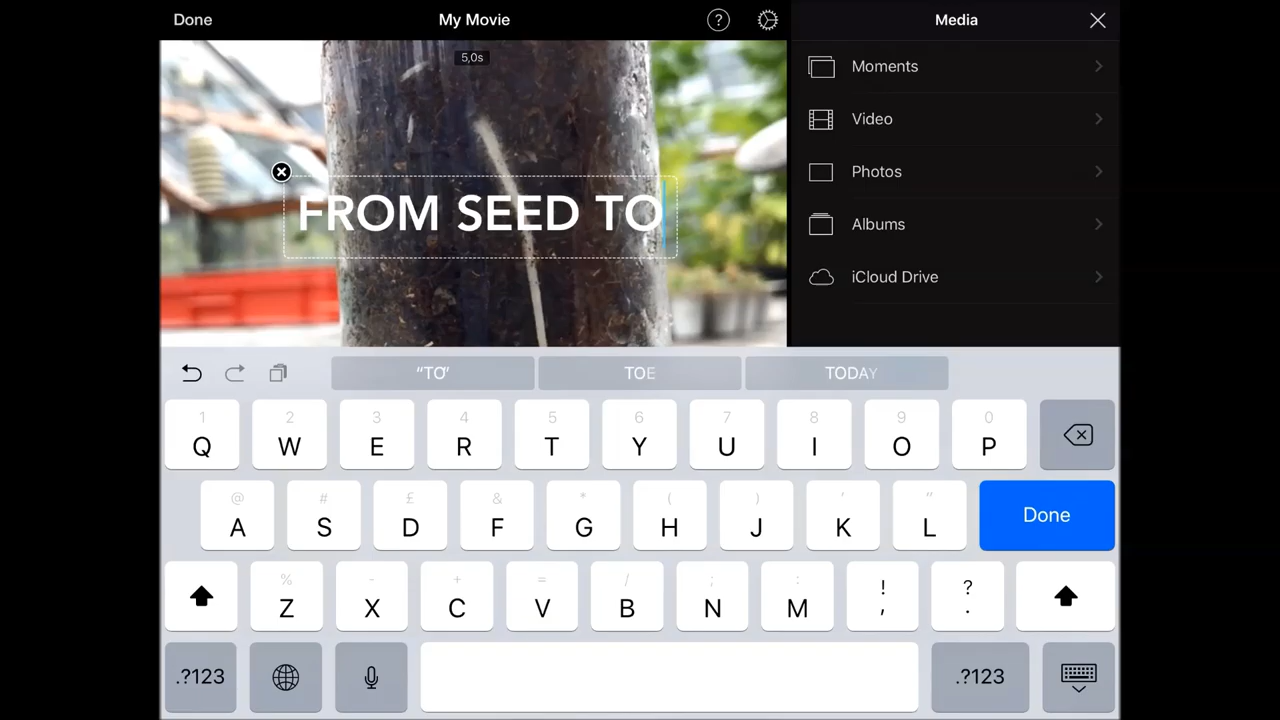 Done My Movie ? Media
5,0s
Moments
Video
Photos
Albums
iCloud Drive
FROM SEED TO
“TO” TOE TODAY
1 2 3 4 5 6 7 8 9 0
Q W E R T Y U I O P
@ # £ & * ( ) ' "
A S D F G H J K L Done
% - + = / ; : ! ?
Z X C V B N M , .
.?123 .?123